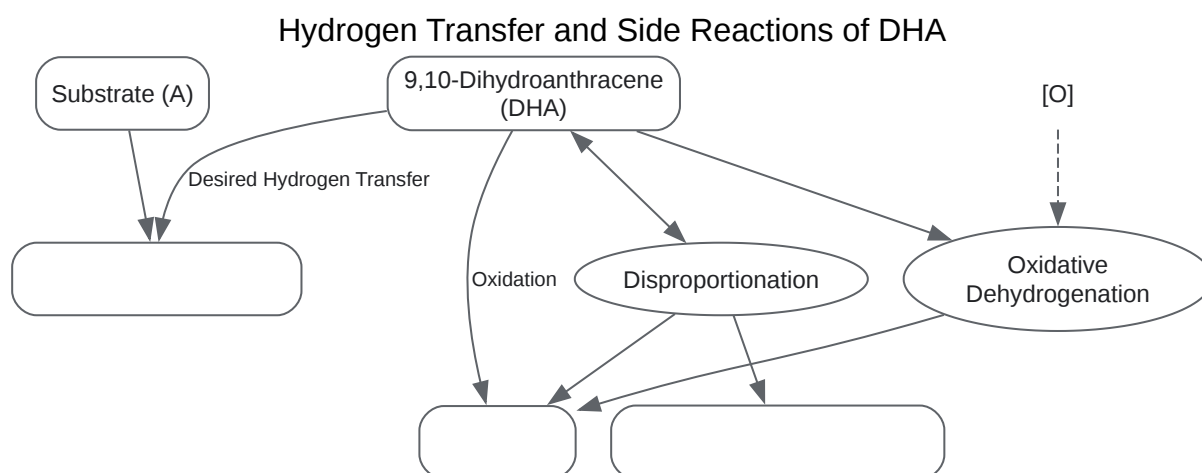 Hydrogen Transfer and Side Reactions of DHA
Substrate (A)
9,10-Dihydroanthracene
(DHA)
[O]
Desired Hydrogen Transfer
Oxidation
Disproportionation
Oxidative
Dehydrogenation